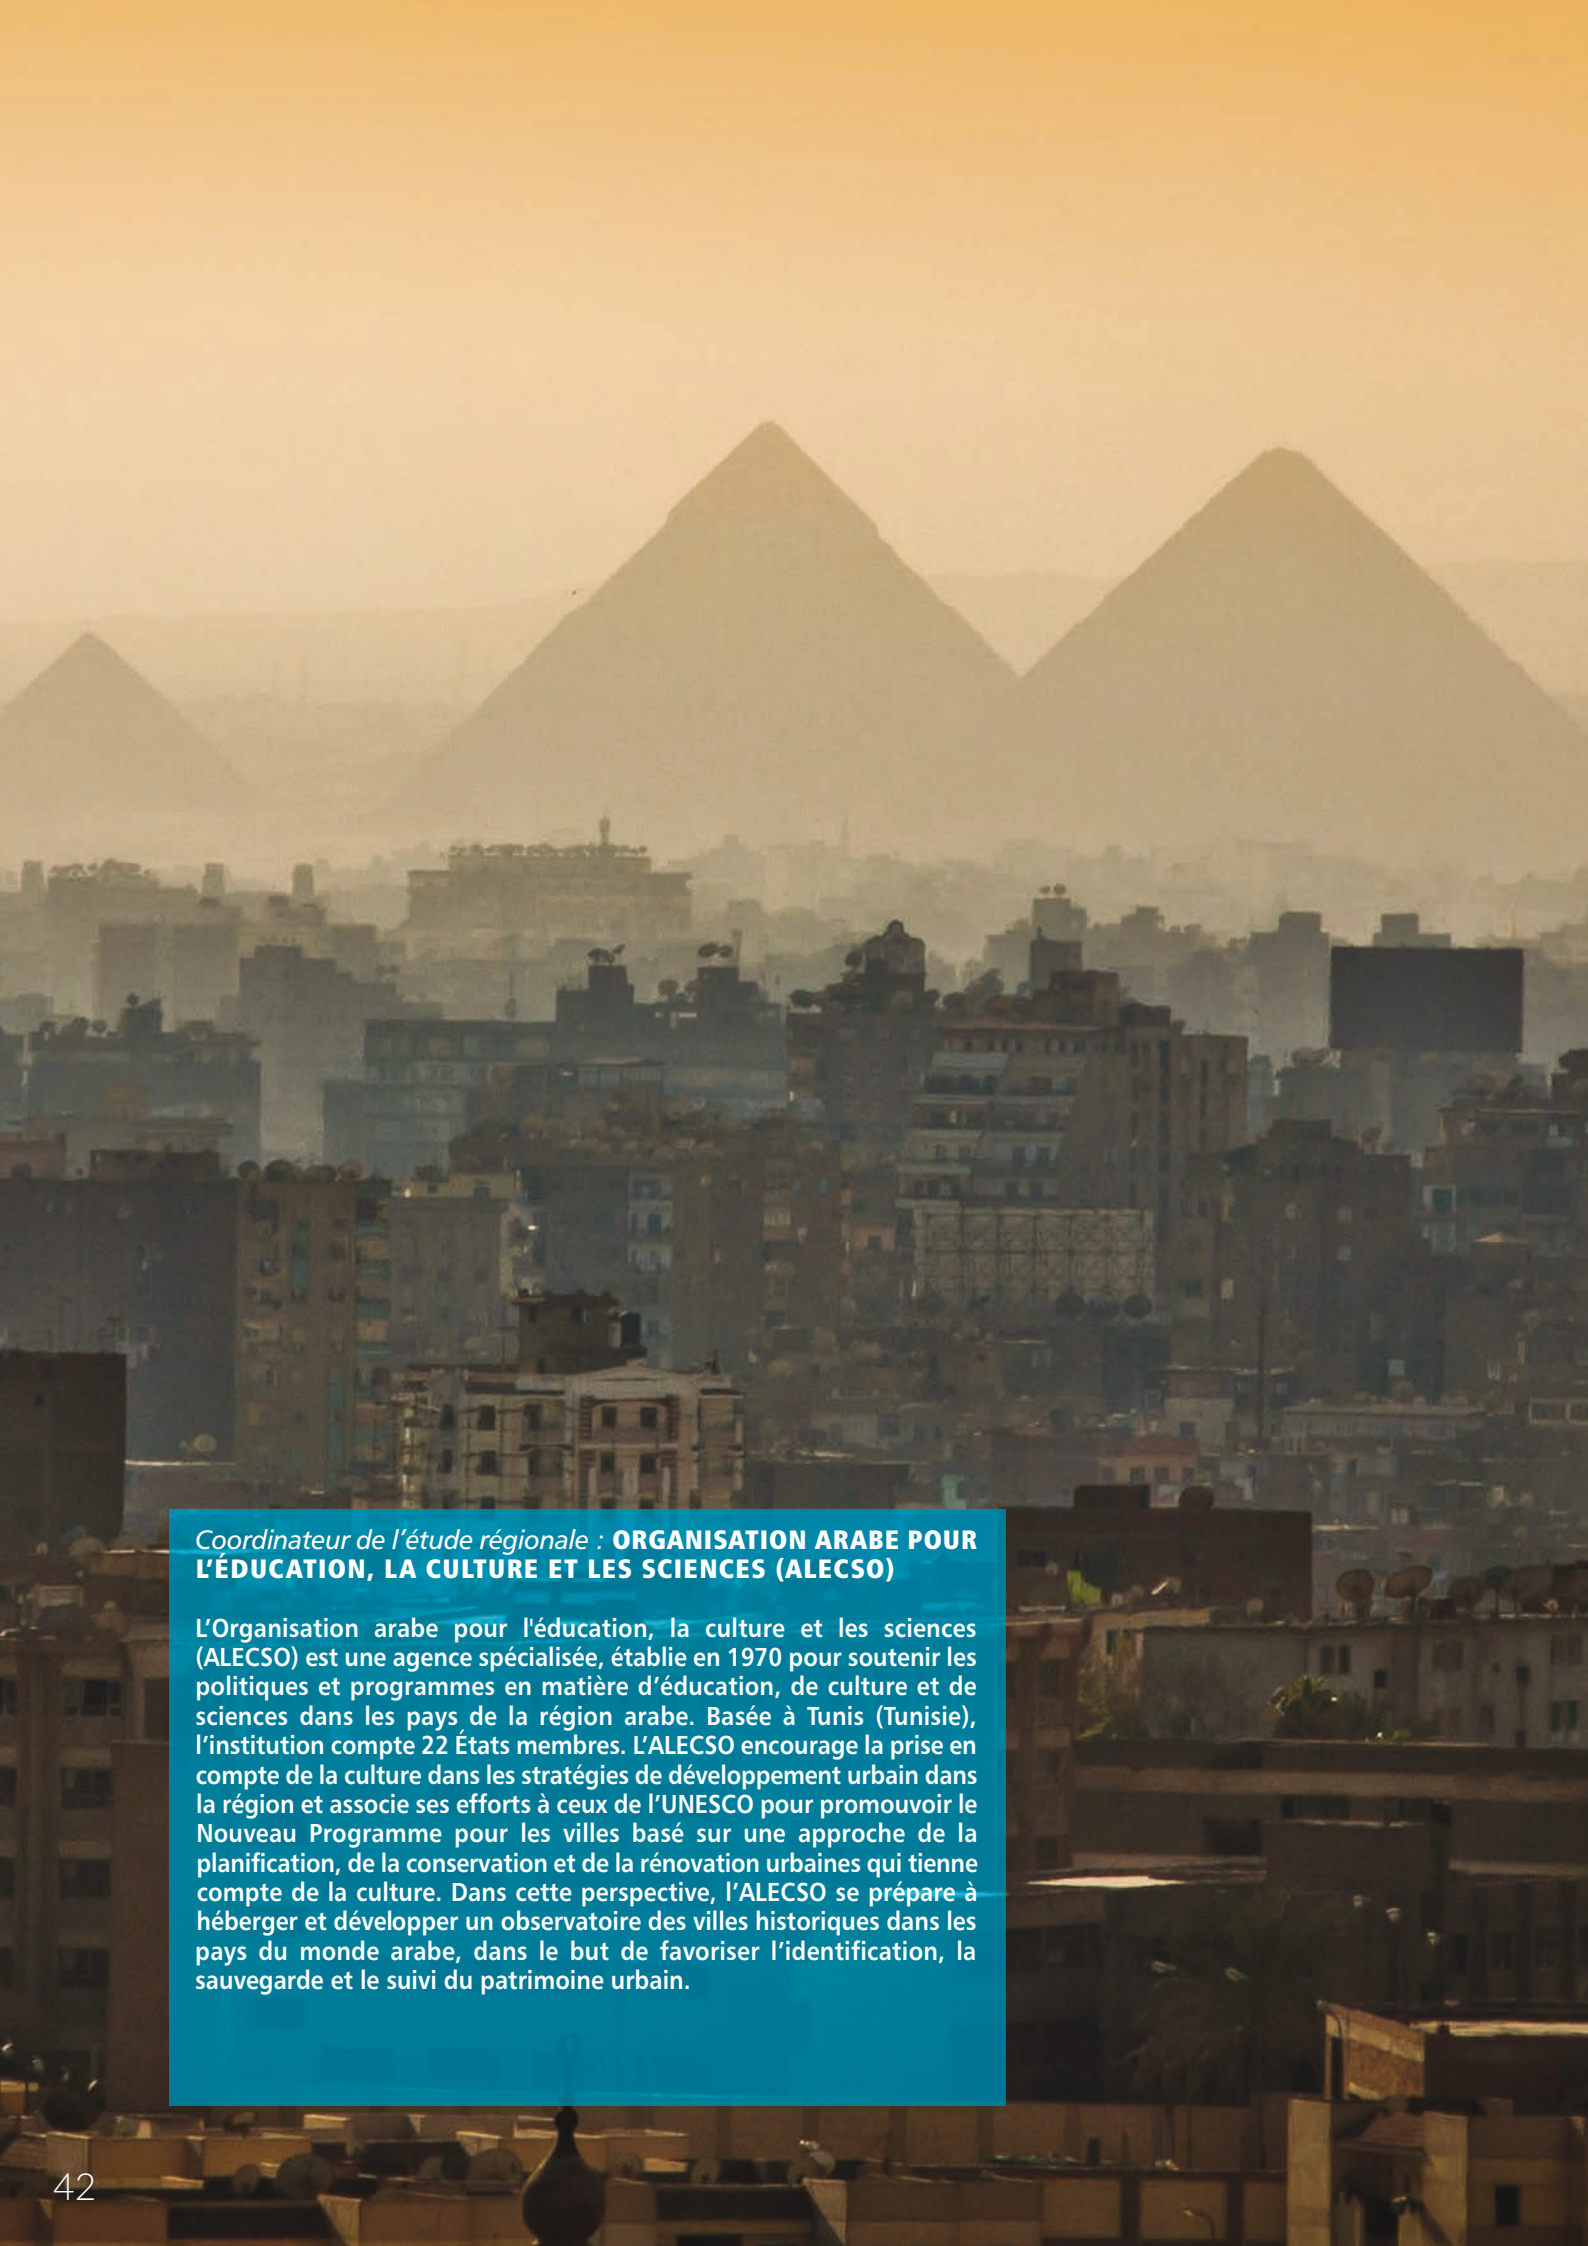 Coordinateur de l’étude régionale : ORGANISATION ARABE POUR
L’ÉDUCATION, LA CULTURE ET LES SCIENCES (ALECSO)
L’Organisation arabe pour l'éducation, la culture et les sciences
(ALECSO) est une agence spécialisée, établie en 1970 pour soutenir les
politiques et programmes en matière d’éducation, de culture et de
sciences dans les pays de la région arabe. Basée à Tunis (Tunisie),
l’institution compte 22 États membres. L’ALECSO encourage la prise en
compte de la culture dans les stratégies de développement urbain dans
la région et associe ses efforts à ceux de l’UNESCO pour promouvoir le
Nouveau Programme pour les villes basé sur une approche de la
planification, de la conservation et de la rénovation urbaines qui tienne
compte de la culture. Dans cette perspective, l’ALECSO se prépare à
héberger et développer un observatoire des villes historiques dans les
pays du monde arabe, dans le but de favoriser l’identification, la
sauvegarde et le suivi du patrimoine urbain.
42